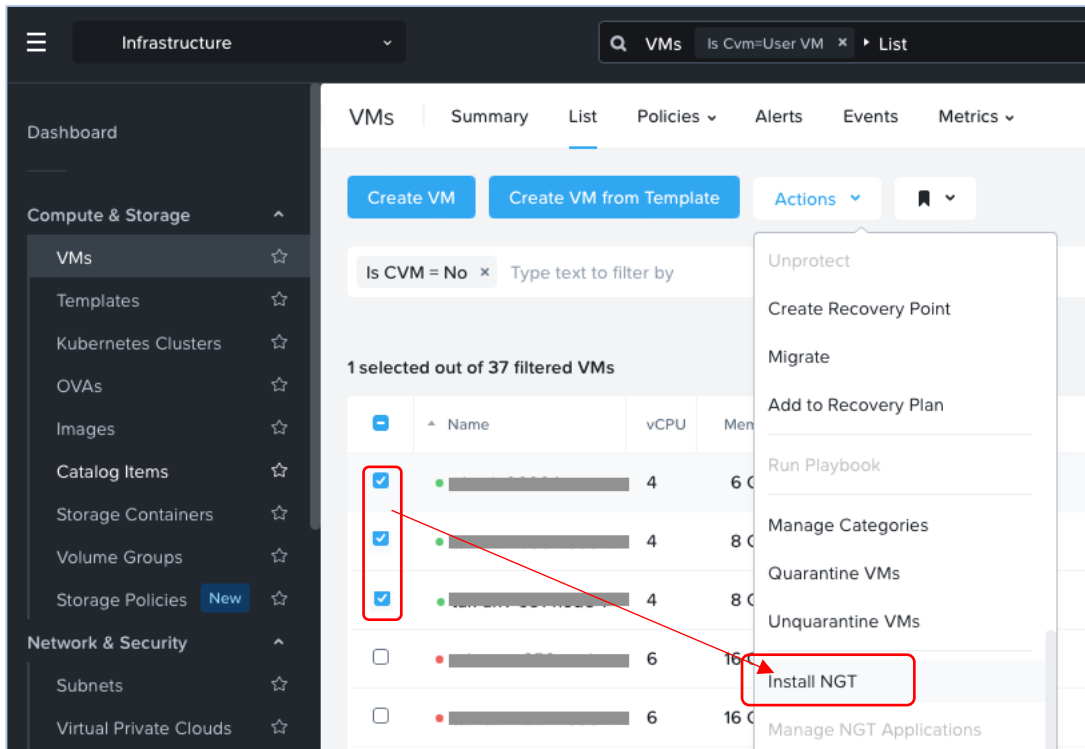 Infrastructure
VMs Is Cvm=User VM × List
Dashboard
Compute & Storage
VMs
Templates
Kubernetes Clusters
OVAs
Images
Catalog Items
Storage Containers
Volume Groups
Storage Policies New
Network & Security
Subnets
Virtual Private Clouds
VMs Summary List Policies Alerts Events Metrics
Create VM Create VM from Template Actions
Is CVM = No × Type text to filter by
1 selected out of 37 filtered VMs
Name vCPU
4 6
4 8
4 8
6 16
6 16
Unprotect
Create Recovery Point
Migrate
Add to Recovery Plan
Run Playbook
Manage Categories
Quarantine VMs
Unquarantine VMs
Install NGT
Manage NGT Applications